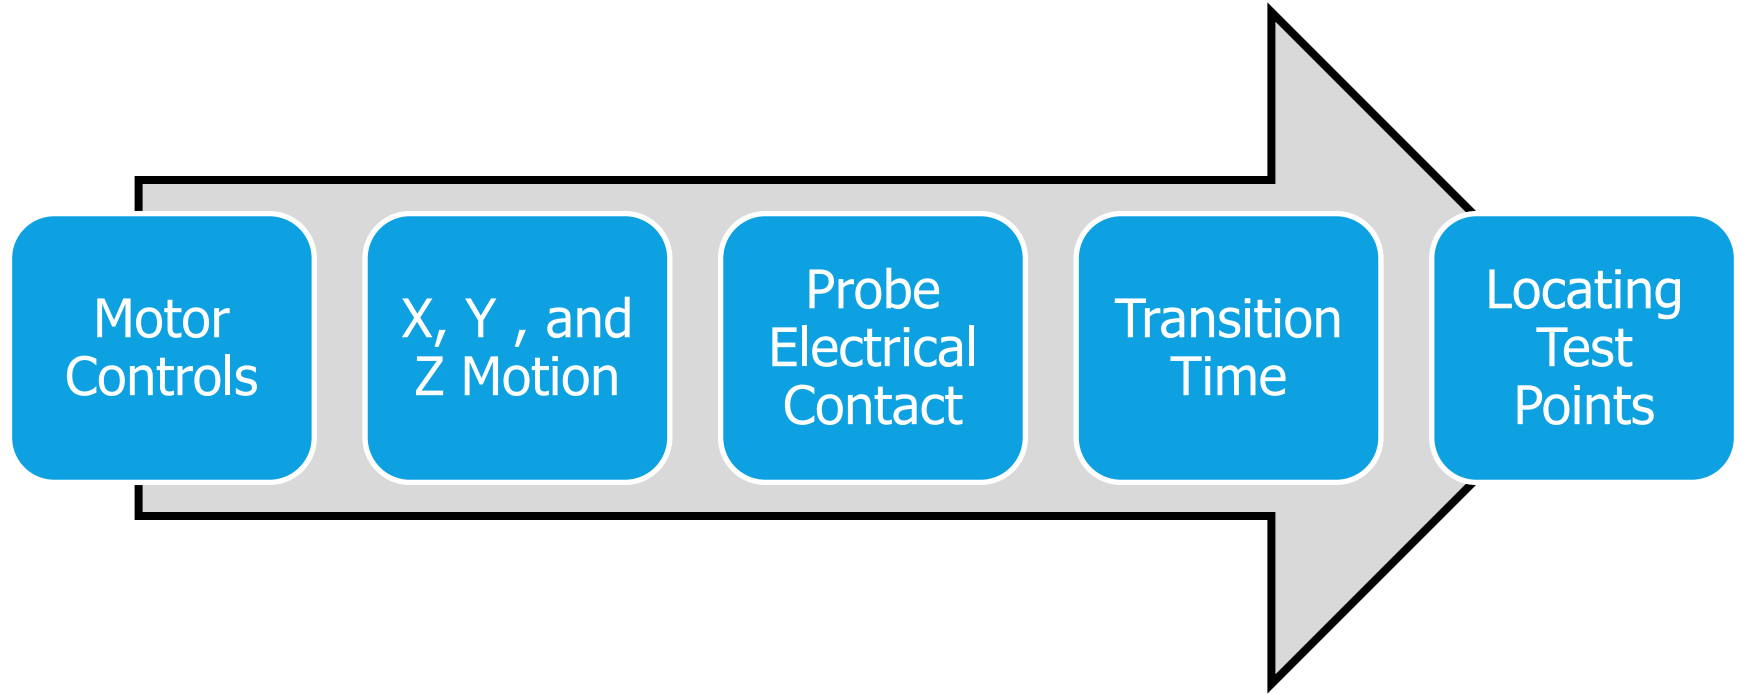 Motor
Controls
X, Y , and
Z Motion
Probe
Electrical
Contact
Transition
Time
Locating
Test
Points